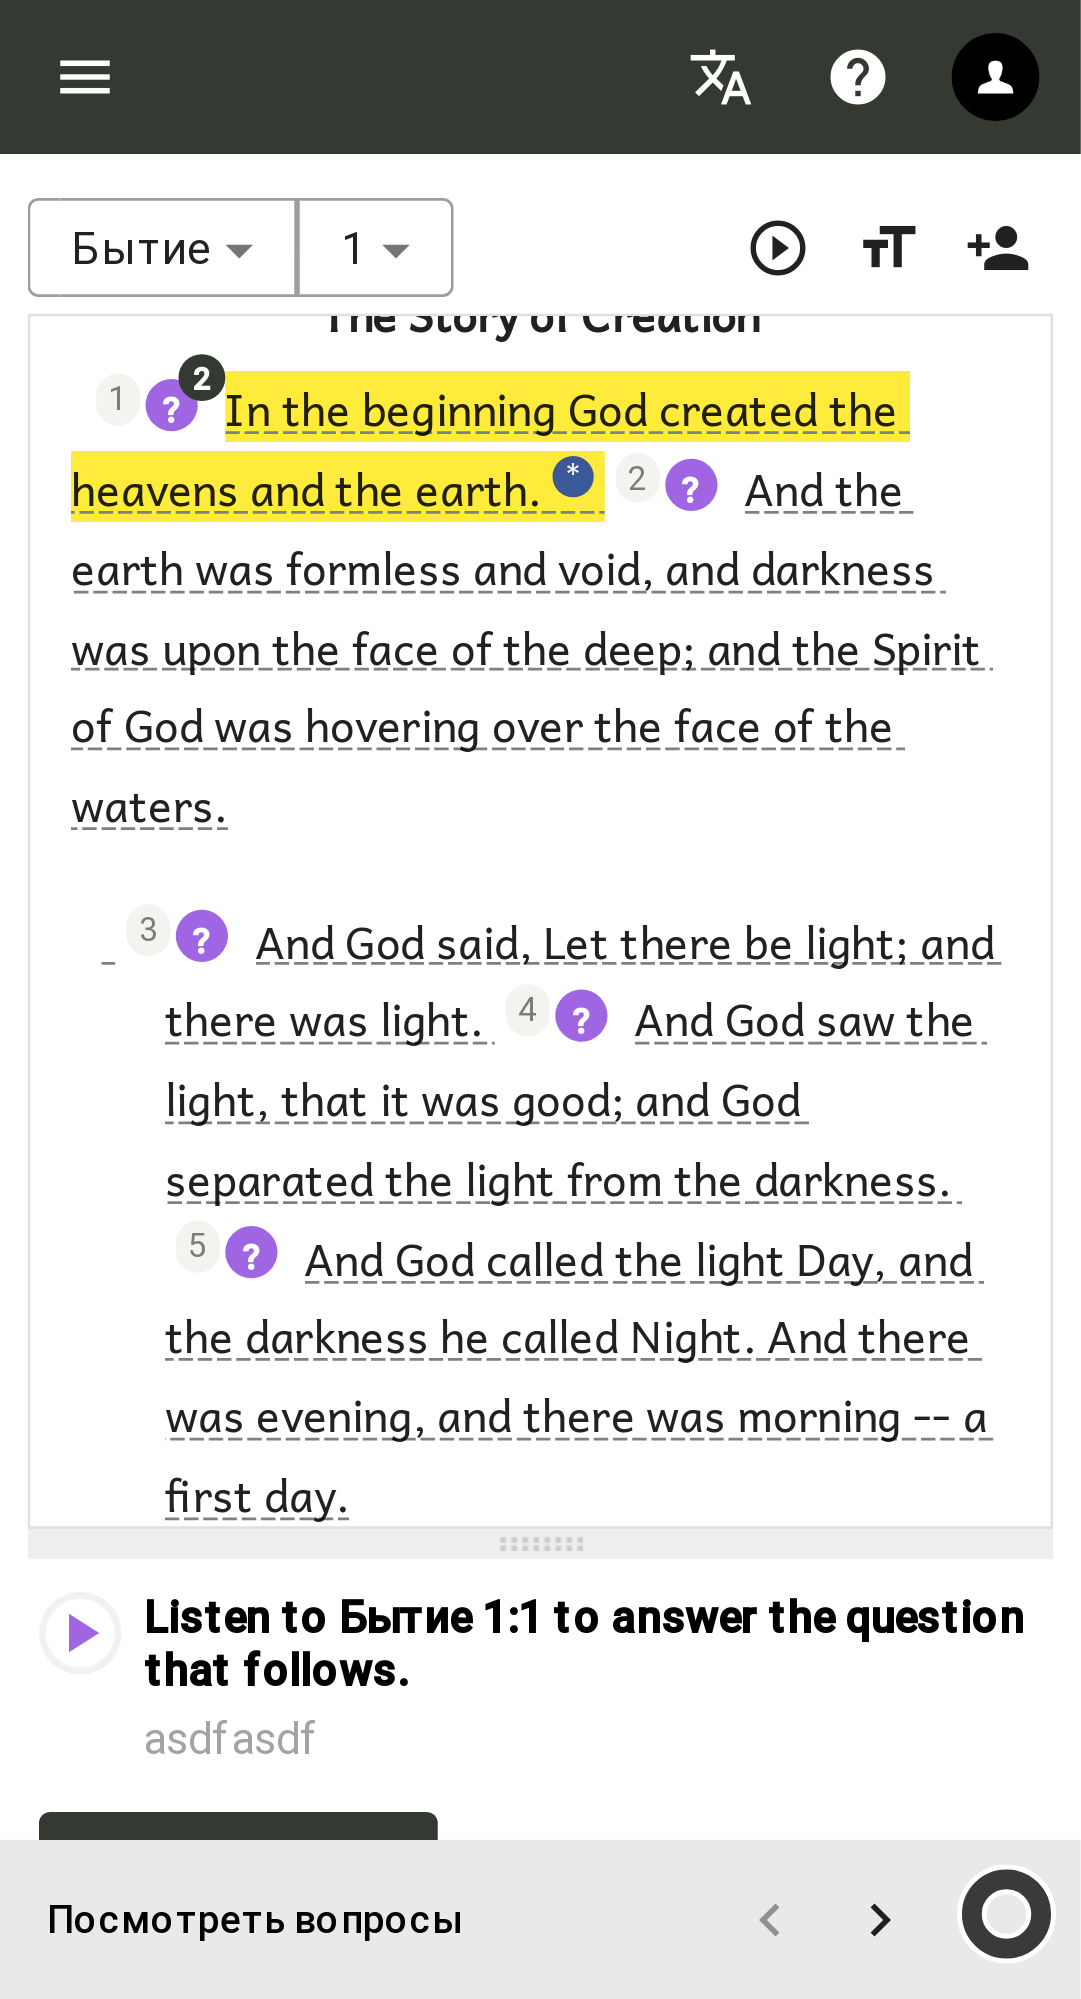 Бытие 1
The Story of Creation
1 ? 2 In the beginning God created the
heavens and the earth. * 2 ? And the
earth was formless and void, and darkness
was upon the face of the deep; and the Spirit
of God was hovering over the face of the
waters.
3 ? And God said, Let there be light; and
there was light. 4 ? And God saw the
light, that it was good; and God
separated the light from the darkness.
5 ? And God called the light Day, and
the darkness he called Night. And there
was evening, and there was morning -- a
first day.
Listen to Бытие 1:1 to answer the question
that follows.
asdfasdf
Посмотреть вопросы